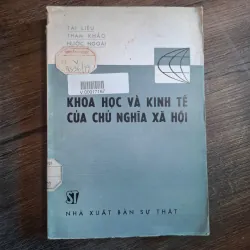 TÀI LIỆU
THAM KHẢO
NƯỚC NGOÀI
KHOA HỌC VÀ KINH TẾ
CỦA CHỦ NGHĨA XÃ HỘI
ST
NHÀ XUẤT BẢN SỰ THẬT